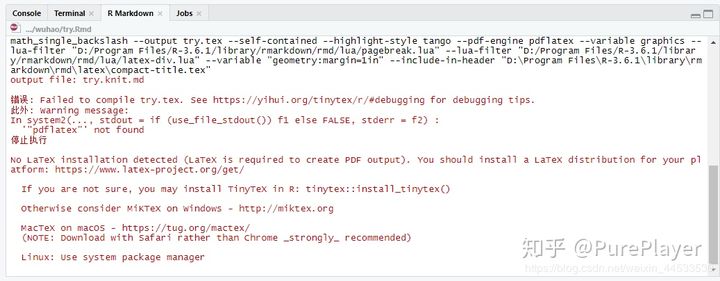 Console Terminal × R Markdown × Jobs ×
.../wuhao/try.Rmd
math_single_backslash --output try.tex --self-contained --highlight-style tango --pdf-engine pdflatex --variable graphics --
lua-filter "D:/Program Files/R-3.6.1/library/rmarkdown/rmd/lua/pagebreak.lua" --lua-filter "D:/Program Files/R-3.6.1/librar
y/rmarkdown/rmd/lua/latex-div.lua" --variable "geometry:margin=1in" --include-in-header "D:\Program Files\R-3.6.1\library\rm
arkdown\rmd\latex\compact-title.tex"
output file: try.knit.md
错误: Failed to compile try.tex. See https://yihui.org/tinytex/r/#debugging for debugging tips.
此外: Warning message:
In system2(..., stdout = if (use_file_stdout()) f1 else FALSE, stderr = f2) :
'"pdflatex"' not found
停止执行
No LaTeX installation detected (LaTeX is required to create PDF output). You should install a LaTeX distribution for your pl
atform: https://www.latex-project.org/get/
If you are not sure, you may install TinyTeX in R: tinytex::install_tinytex()
Otherwise consider MiKTeX on Windows - http://miktex.org
MacTeX on macOS - https://tug.org/mactex/
(NOTE: Download with Safari rather than Chrome _strongly_ recommended)
Linux: Use system package manager
知乎 @PurePlayer